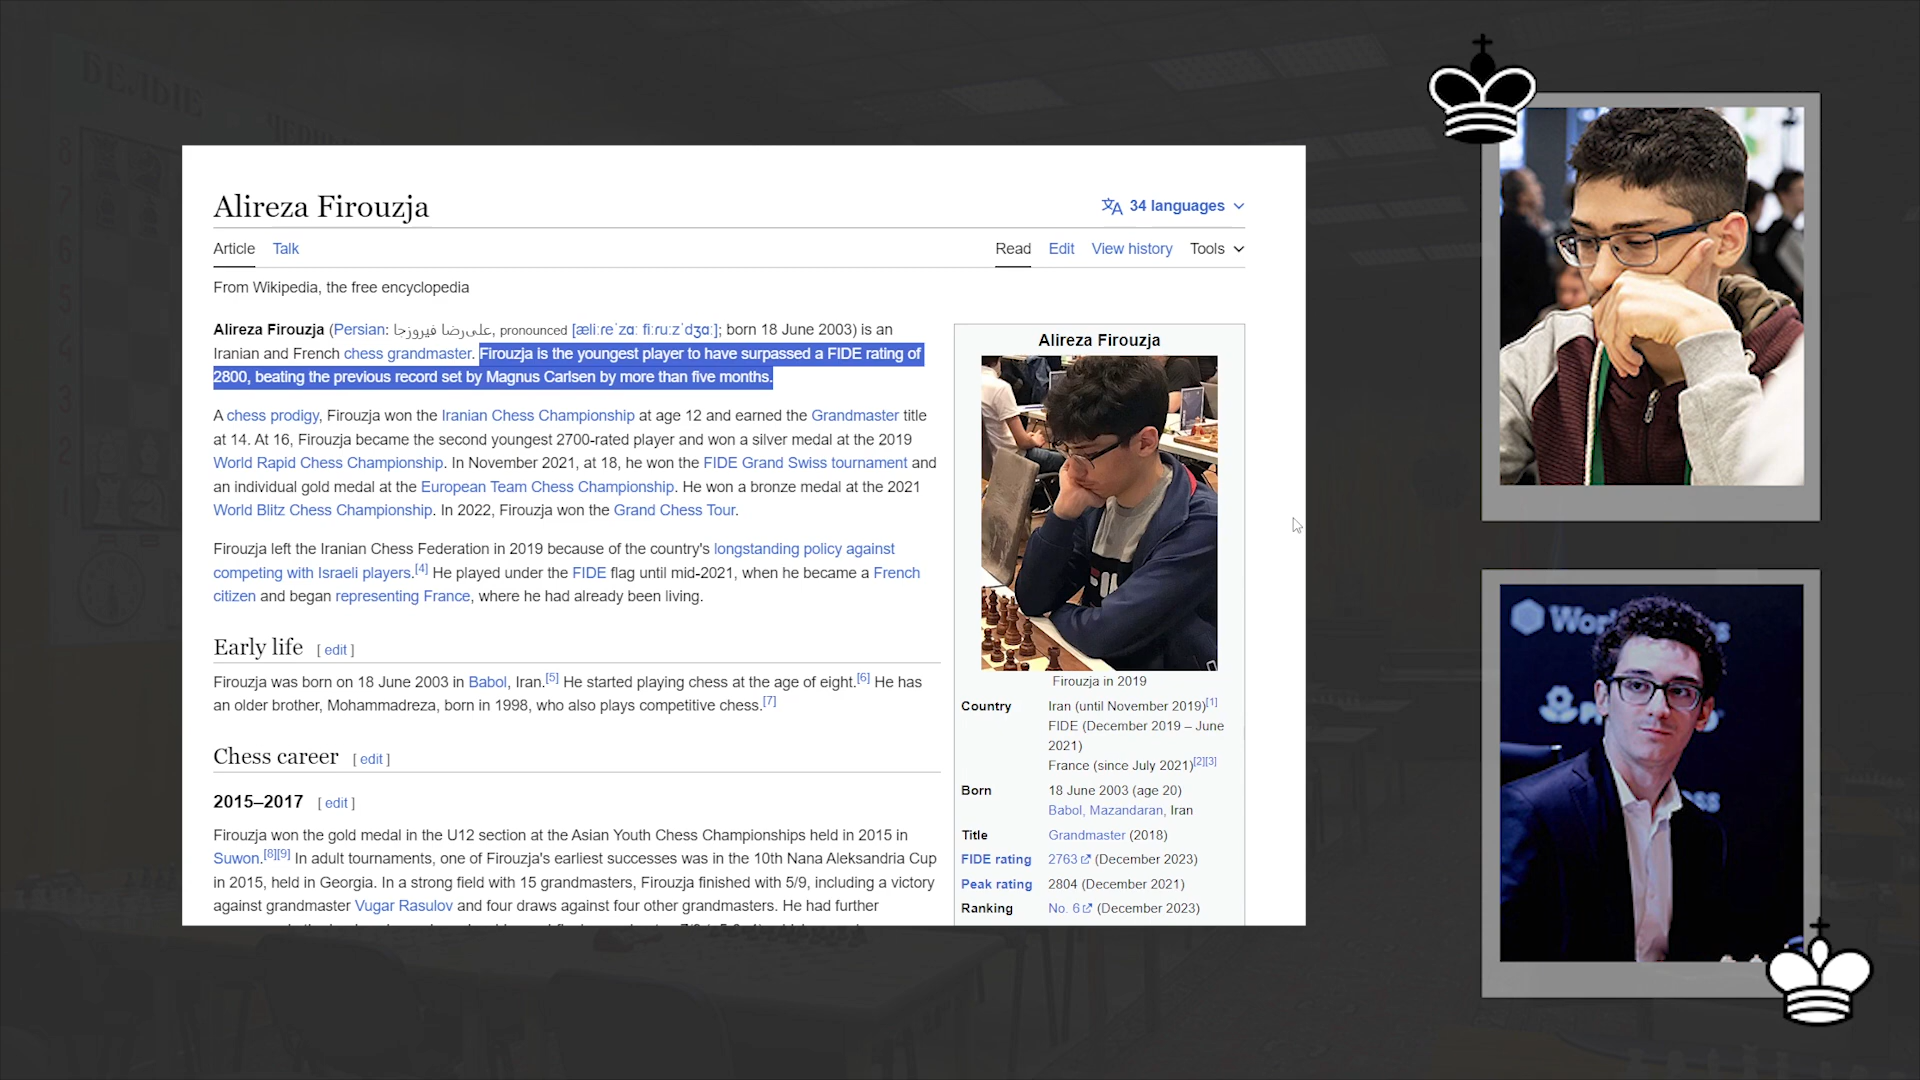 Alireza Firouzja
34 languages
Article Talk Read Edit View history Tools
From Wikipedia, the free encyclopedia
Alireza Firouzja (Persian: علی‌رضا فیروزجا, pronounced [æliːɾeˈzɑː fiːɾuːzˈdʒɑː]; born 18 June 2003) is an
Iranian and French chess grandmaster. Firouzja is the youngest player to have surpassed a FIDE rating of
2800, beating the previous record set by Magnus Carlsen by more than five months.
A chess prodigy, Firouzja won the Iranian Chess Championship at age 12 and earned the Grandmaster title
at 14. At 16, Firouzja became the second youngest 2700-rated player and won a silver medal at the 2019
World Rapid Chess Championship. In November 2021, at 18, he won the FIDE Grand Swiss tournament and
an individual gold medal at the European Team Chess Championship. He won a bronze medal at the 2021
World Blitz Chess Championship. In 2022, Firouzja won the Grand Chess Tour.
Firouzja left the Iranian Chess Federation in 2019 because of the country's longstanding policy against
competing with Israeli players.[4] He played under the FIDE flag until mid-2021, when he became a French
citizen and began representing France, where he had already been living.
Early life [ edit ]
Firouzja was born on 18 June 2003 in Babol, Iran.[5] He started playing chess at the age of eight.[6] He has
an older brother, Mohammadreza, born in 1998, who also plays competitive chess.[7]
Chess career [ edit ]
2015–2017 [ edit ]
Firouzja won the gold medal in the U12 section at the Asian Youth Chess Championships held in 2015 in
Suwon.[8][9] In adult tournaments, one of Firouzja's earliest successes was in the 10th Nana Aleksandria Cup
in 2015, held in Georgia. In a strong field with 15 grandmasters, Firouzja finished with 5/9, including a victory
against grandmaster Vugar Rasulov and four draws against four other grandmasters. He had further
Alireza Firouzja
FILA
Firouzja in 2019
Country Iran (until November 2019)[1]
FIDE (December 2019 – June
2021)
France (since July 2021)[2][3]
Born 18 June 2003 (age 20)
Babol, Mazandaran, Iran
Title Grandmaster (2018)
FIDE rating 2763 (December 2023)
Peak rating 2804 (December 2021)
Ranking No. 6 (December 2023)
БЕЛЫЕ
8
7
6
5
4
3
2
1
A B